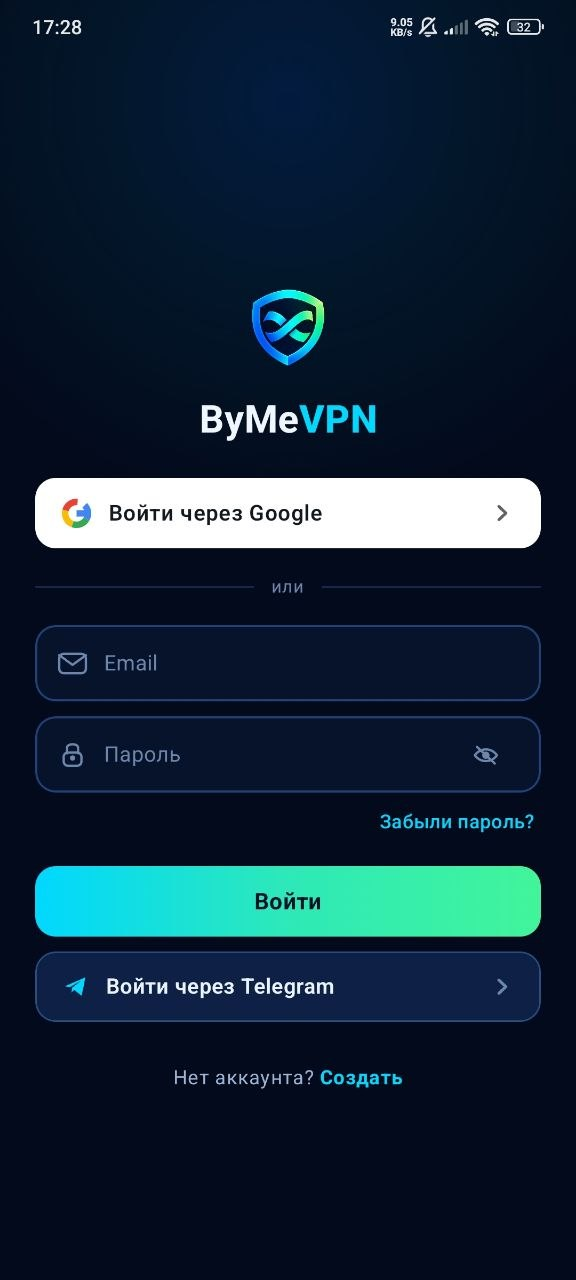 17:28
9.05
KB/s
32
ByMeVPN
Войти через Google
или
Email
Пароль
Забыли пароль?
Войти
Войти через Telegram
Нет аккаунта? Создать